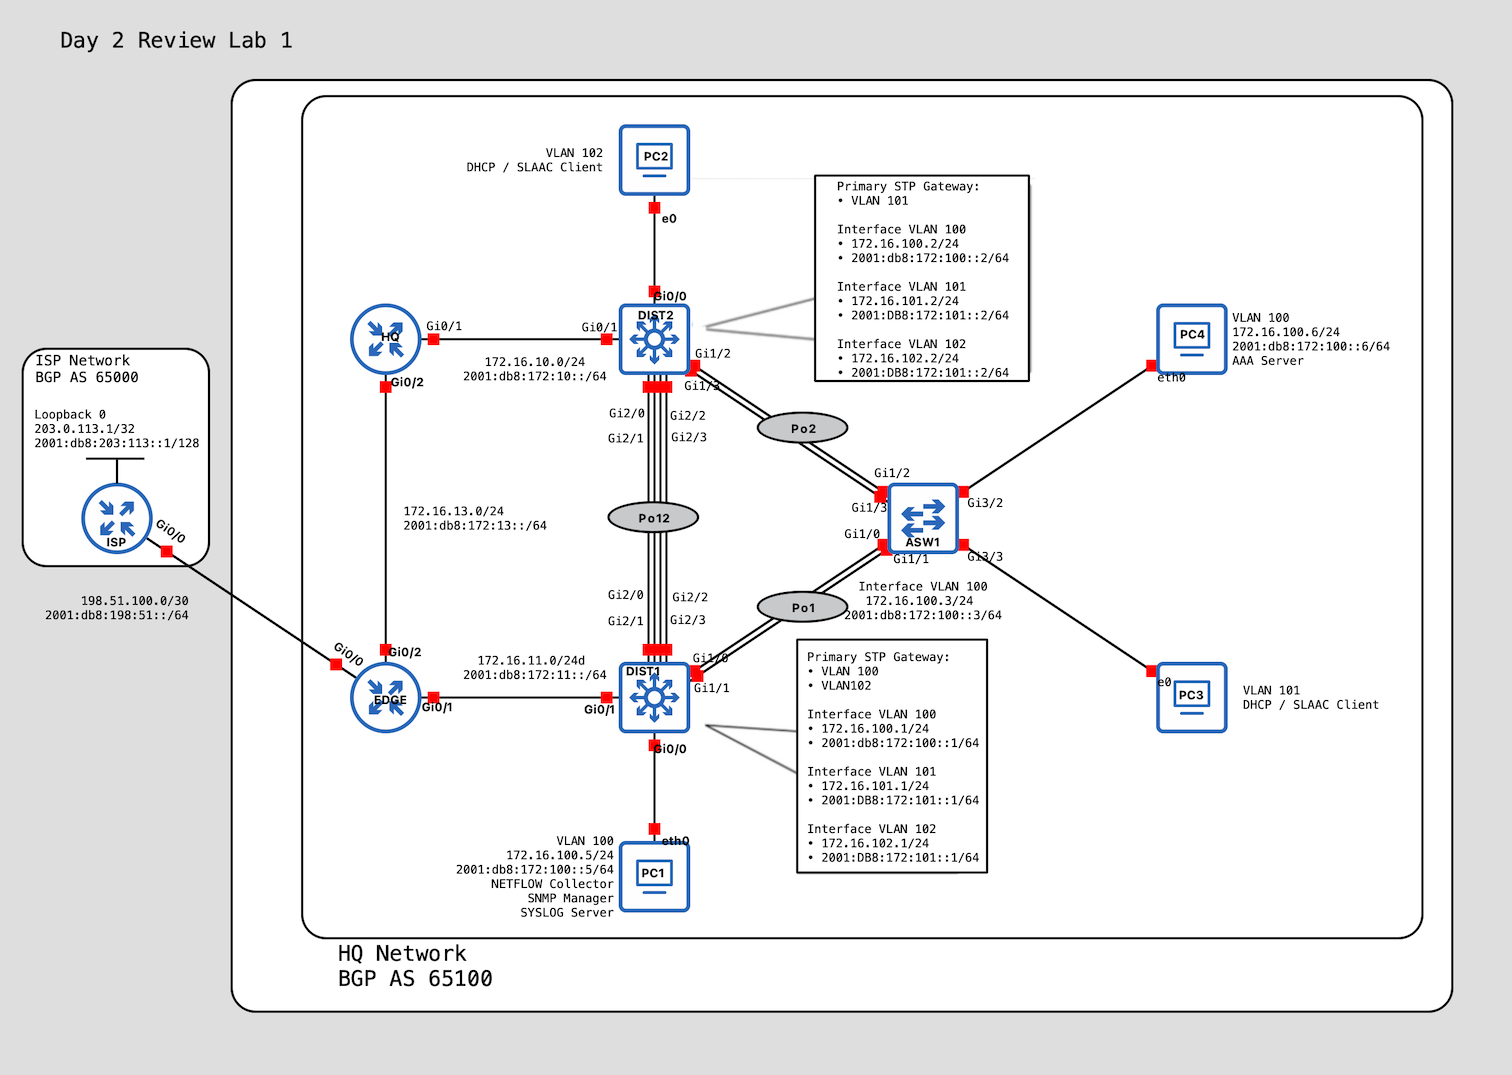 Day 2 Review Lab 1
VLAN 102
DHCP / SLAAC Client
PC2
e0
Primary STP Gateway:
• VLAN 101
Interface VLAN 100
• 172.16.100.2/24
• 2001:db8:172:100::2/64
Interface VLAN 101
• 172.16.101.2/24
• 2001:DB8:172:101::2/64
Interface VLAN 102
• 172.16.102.2/24
• 2001:DB8:172:101::2/64
Gi0/0
DIST2
HQ
Gi0/1
Gi0/1
172.16.10.0/24
2001:db8:172:10::/64
Gi0/2
Gi1/2
Gi1/3
PC4
VLAN 100
172.16.100.6/24
2001:db8:172:100::6/64
AAA Server
eth0
ISP Network
BGP AS 65000
Loopback 0
203.0.113.1/32
2001:db8:203:113::1/128
ISP
Gi0/0
Gi2/0
Gi2/2
Gi2/1
Gi2/3
Po2
Gi1/2
Gi1/3
Gi3/2
172.16.13.0/24
2001:db8:172:13::/64
Po12
Gi1/0
ASW1
Gi1/1
Gi3/3
198.51.100.0/30
2001:db8:198:51::/64
Gi2/0
Gi2/2
Gi2/1
Gi2/3
Po1
Interface VLAN 100
172.16.100.3/24
2001:db8:172:100::3/64
Gi0/0
Gi0/2
172.16.11.0/24d
2001:db8:172:11::/64
EDGE
Gi0/1
Gi0/1
DIST1
Gi1/0
Gi1/1
Gi0/0
e0
PC3
VLAN 101
DHCP / SLAAC Client
Primary STP Gateway:
• VLAN 100
• VLAN102
Interface VLAN 100
• 172.16.100.1/24
• 2001:db8:172:100::1/64
Interface VLAN 101
• 172.16.101.1/24
• 2001:DB8:172:101::1/64
Interface VLAN 102
• 172.16.102.1/24
• 2001:DB8:172:101::1/64
eth0
VLAN 100
172.16.100.5/24
2001:db8:172:100::5/64
NETFLOW Collector
SNMP Manager
SYSLOG Server
PC1
HQ Network
BGP AS 65100